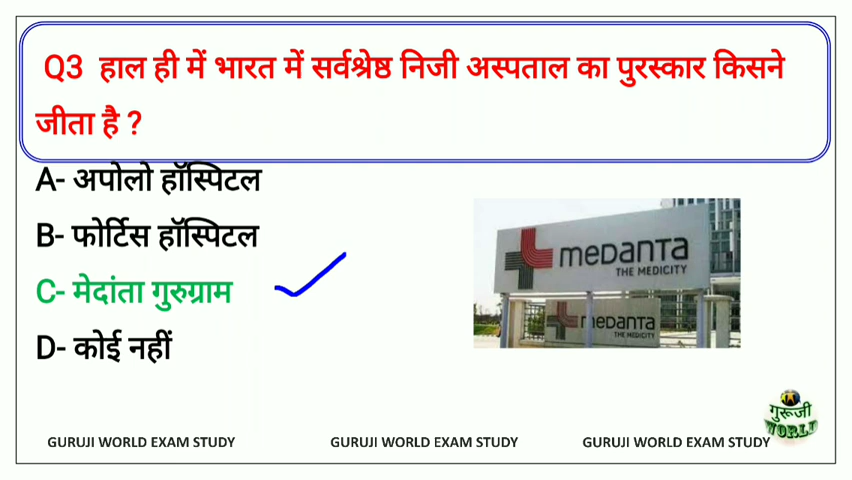 Q3 हाल ही में भारत में सर्वश्रेष्ठ निजी अस्पताल का पुरस्कार किसने
जीता है ?
A- अपोलो हॉस्पिटल
B- फोर्टिस हॉस्पिटल
C- मेदांता गुरुग्राम
D- कोई नहीं
medanta
THE MEDICITY
medanta
THE MEDICITY
गुरूजी
WORLD
GURUJI WORLD EXAM STUDY GURUJI WORLD EXAM STUDY GURUJI WORLD EXAM STUDY